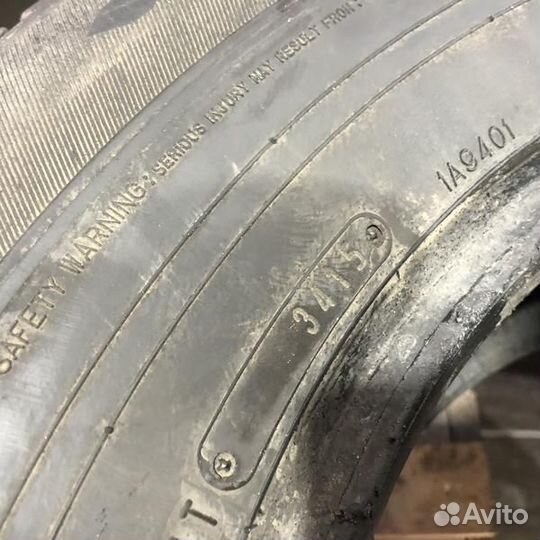 SAFETY WARNING: SERIOUS INJURY MAY RESULT FROM:
1A9401
3415
T
Avito